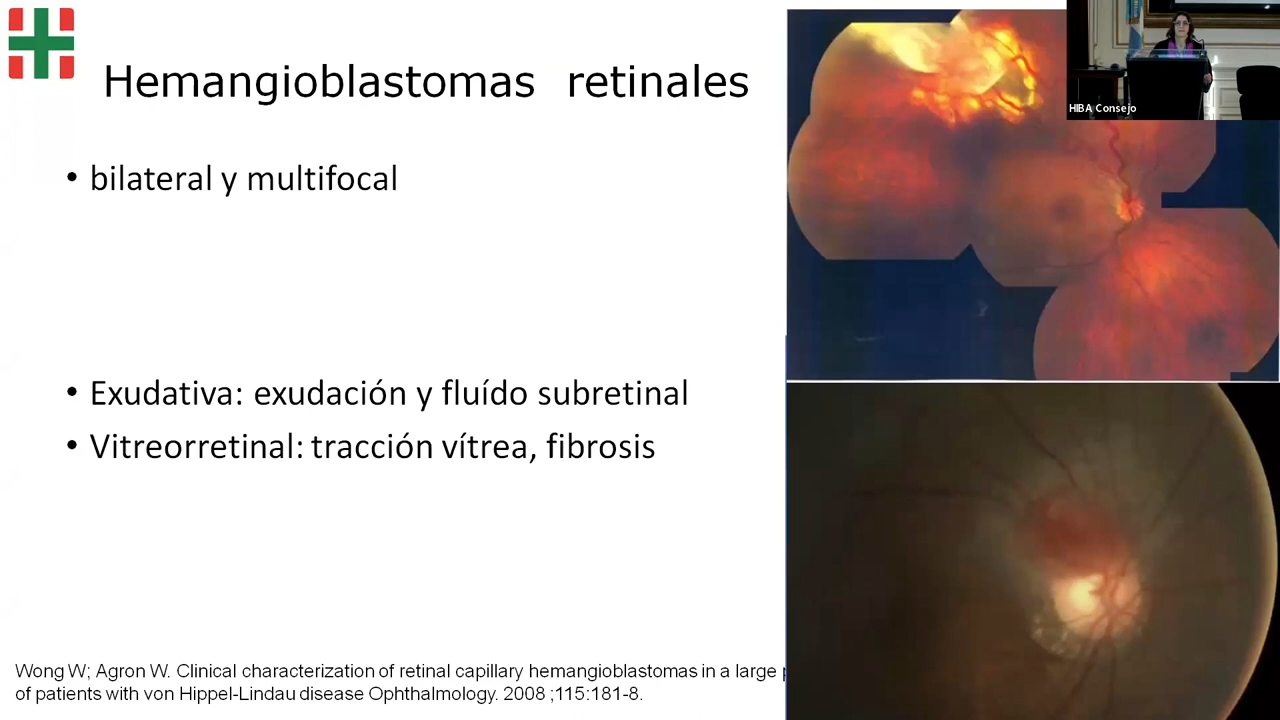 Hemangioblastomas retinales
HIBA Consejo
• bilateral y multifocal
• Exudativa: exudación y fluído subretinal
• Vitreorretinal: tracción vítrea, fibrosis
Wong W; Agron W. Clinical characterization of retinal capillary hemangioblastomas in a large
of patients with von Hippel-Lindau disease Ophthalmology. 2008 ;115:181-8.